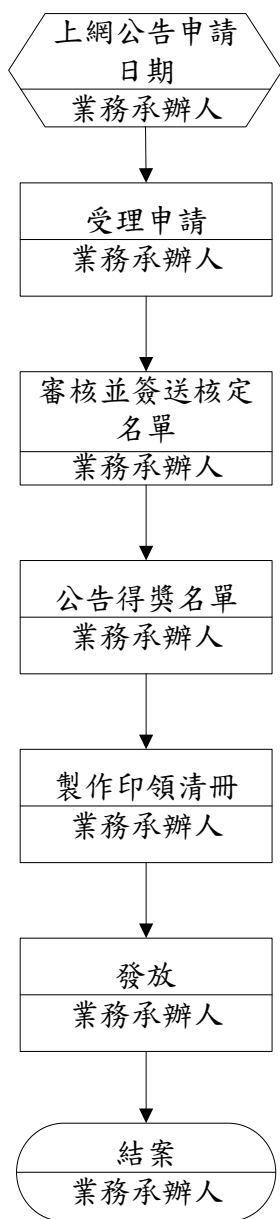 上網公告申請
日期
業務承辦人
受理申請
業務承辦人
審核並簽送核定
名單
業務承辦人
公告得獎名單
業務承辦人
製作印領清冊
業務承辦人
發放
業務承辦人
結案
業務承辦人